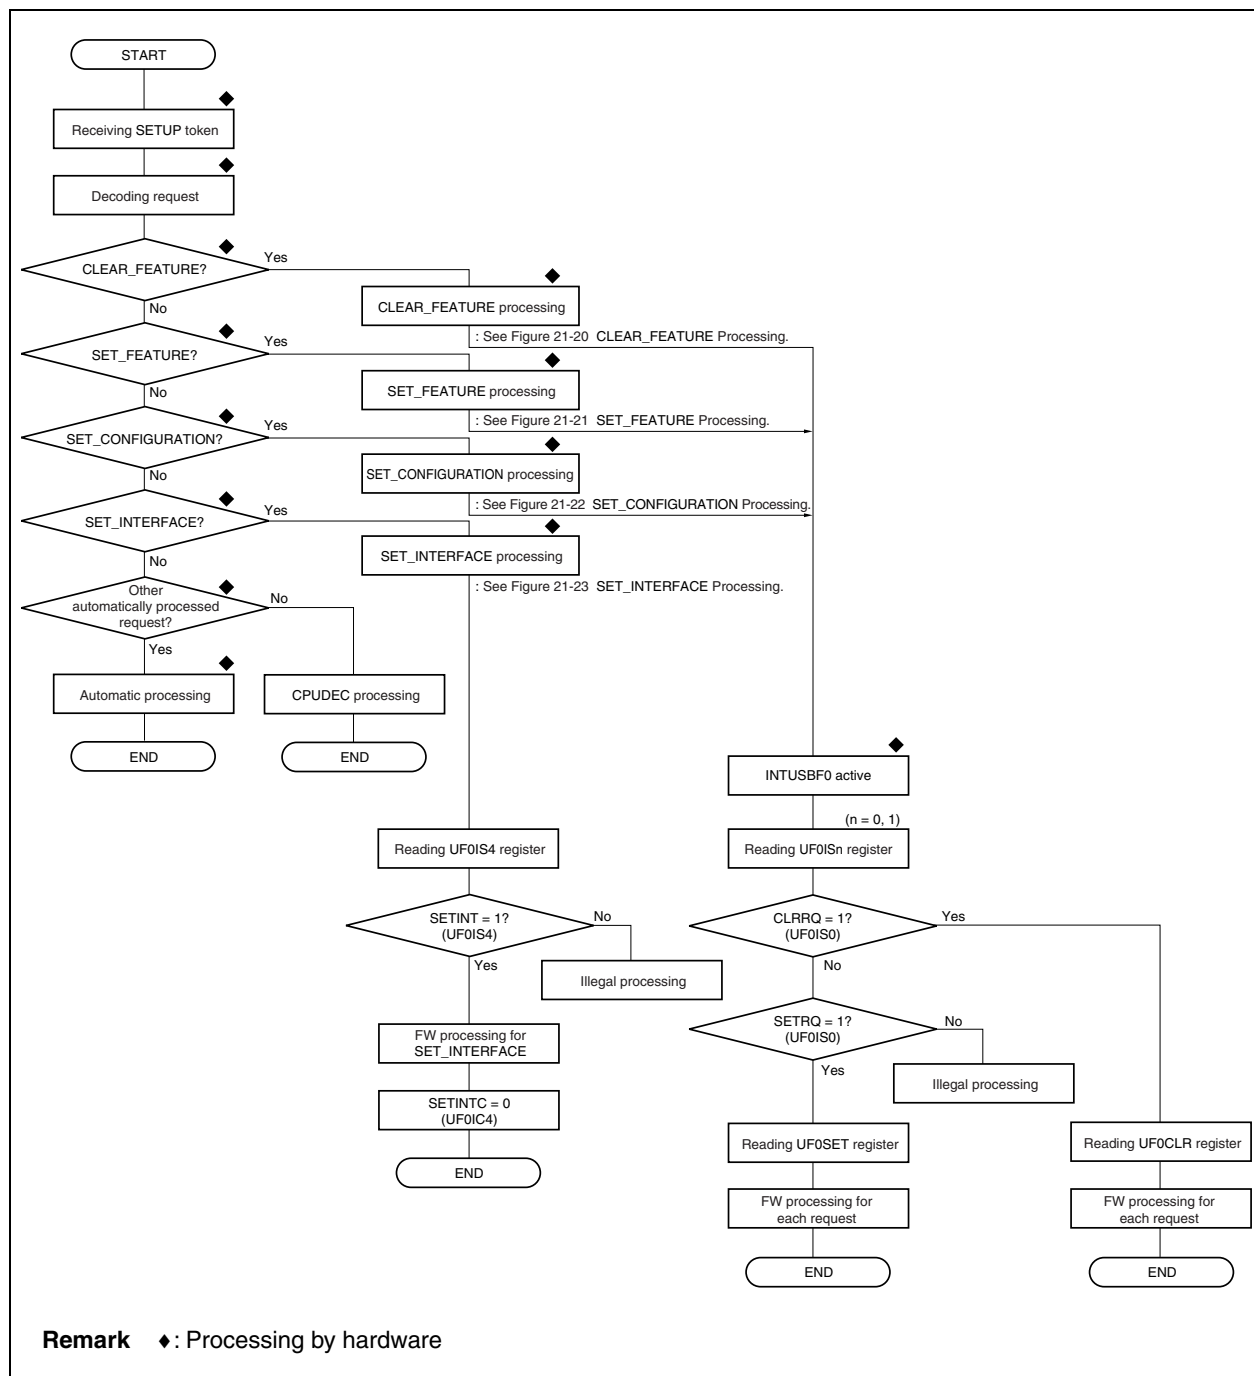 START
Receiving SETUP token
Decoding request
CLEAR_FEATURE?
Yes
No
CLEAR_FEATURE processing
: See Figure 21-20 CLEAR_FEATURE Processing.
SET_FEATURE?
Yes
No
SET_FEATURE processing
: See Figure 21-21 SET_FEATURE Processing.
SET_CONFIGURATION?
Yes
No
SET_CONFIGURATION processing
: See Figure 21-22 SET_CONFIGURATION Processing.
SET_INTERFACE?
Yes
No
SET_INTERFACE processing
: See Figure 21-23 SET_INTERFACE Processing.
Other
automatically processed
request?
No
Yes
Automatic processing
CPUDEC processing
END
END
INTUSBF0 active
(n = 0, 1)
Reading UF0IS4 register
Reading UF0ISn register
SETINT = 1?
(UF0IS4)
No
Yes
Illegal processing
CLRRQ = 1?
(UF0IS0)
Yes
No
FW processing for
SET_INTERFACE
SETRQ = 1?
(UF0IS0)
No
Yes
Illegal processing
SETINTC = 0
(UF0IC4)
END
Reading UF0SET register
Reading UF0CLR register
FW processing for
each request
FW processing for
each request
END
END
Remark ♦: Processing by hardware